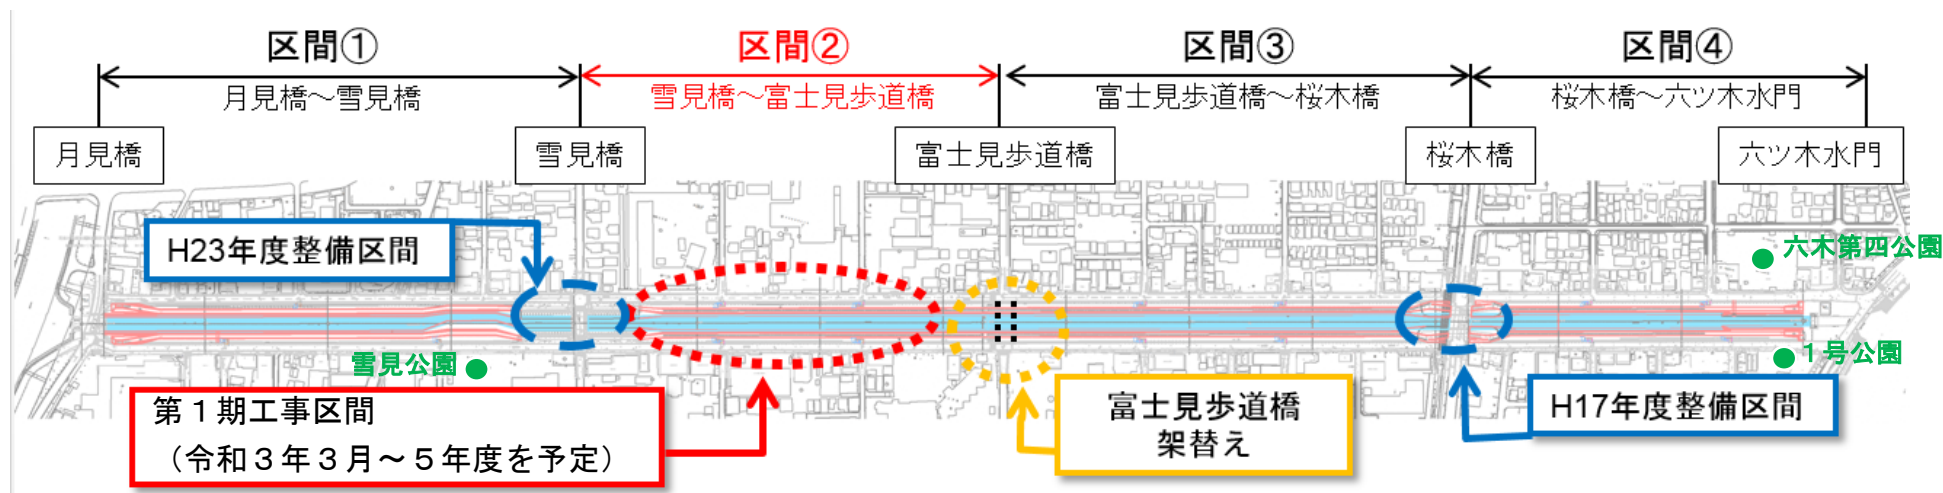 区間①
区間②
区間③
区間④
月見橋~雪見橋
雪見橋~富士見歩道橋
富士見歩道橋~桜木橋
桜木橋~六ツ木水門
月見橋
雪見橋
富士見歩道橋
桜木橋
六ツ木水門
H23年度整備区間
六木第四公園
雪見公園
1号公園
第１期工事区間
（令和３年３月～５年度を予定）
富士見歩道橋
架替え
H17年度整備区間